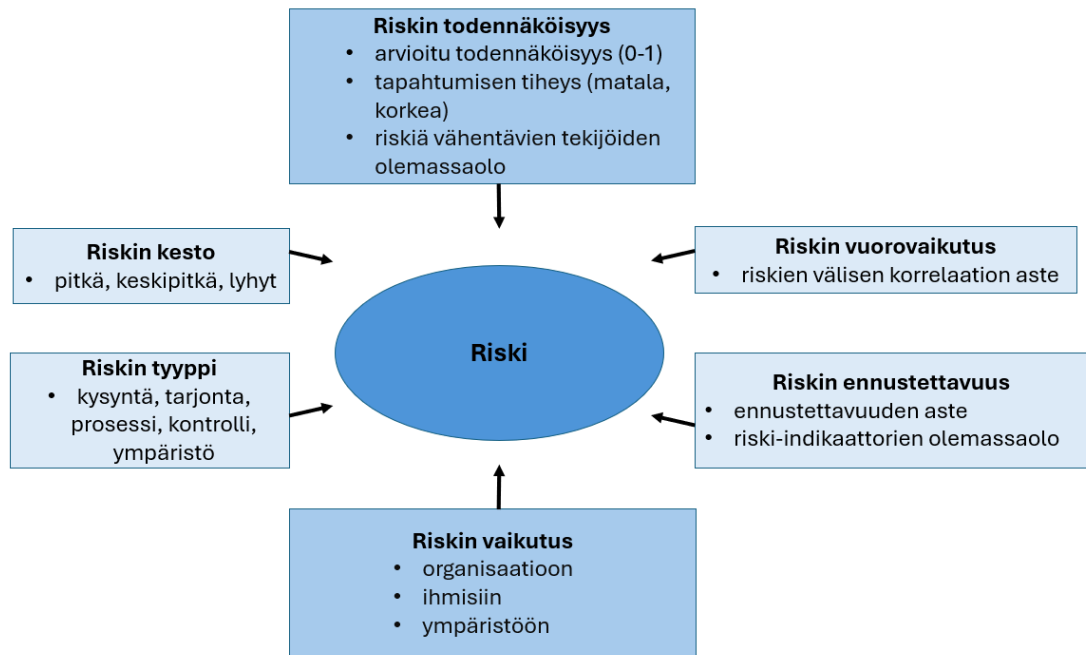 Riskin todennäköisyys
• arvioitu todennäköisyys (0-1)
• tapahtumisen tiheys (matala,
korkea)
• riskiä vähentävien tekijöiden
olemassaolo
Riskin kesto
• pitkä, keskipitkä, lyhyt
Riskin vuorovaikutus
• riskien välisen korrelaation aste
Riski
Riskin tyyppi
• kysyntä, tarjonta,
prosessi, kontrolli,
ympäristö
Riskin ennustettavuus
• ennustettavuuden aste
• riski-indikaattorien olemassaolo
Riskin vaikutus
• organisaatioon
• ihmisiin
• ympäristöön